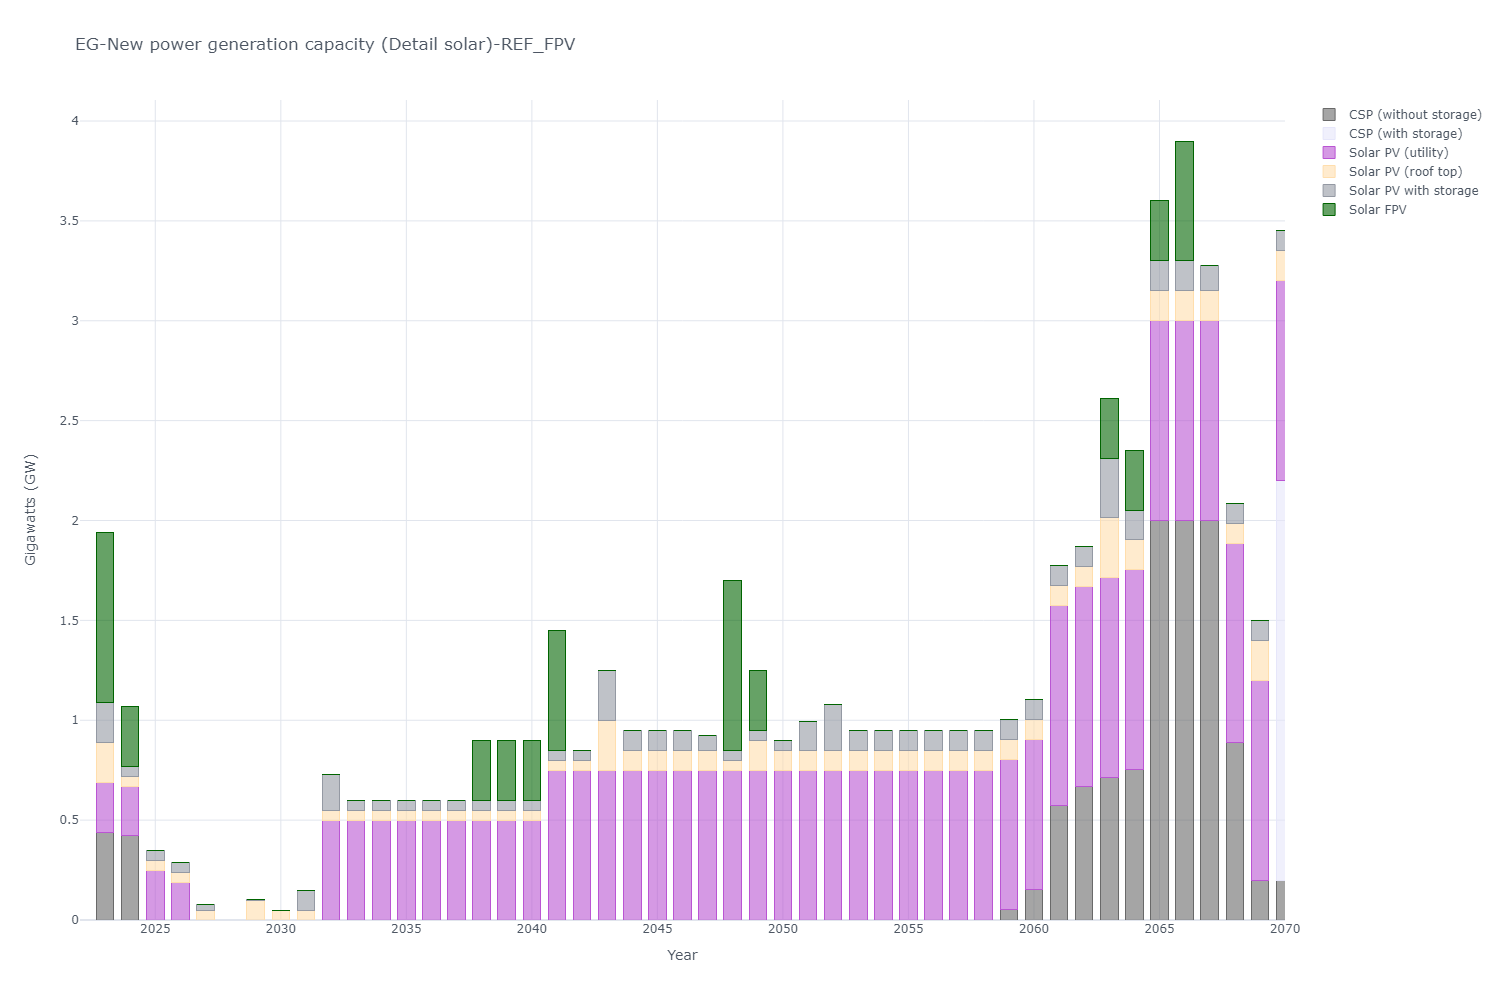 EG-New power generation capacity (Detail solar)-REF_FPV
CSP (without storage)
CSP (with storage)
Solar PV (utility)
Solar PV (roof top)
Solar PV with storage
Solar FPV
4
3.5
3
2.5
2
1.5
1
0.5
0
Gigawatts (GW)
2025 2030 2035 2040 2045 2050 2055 2060 2065 2070
Year